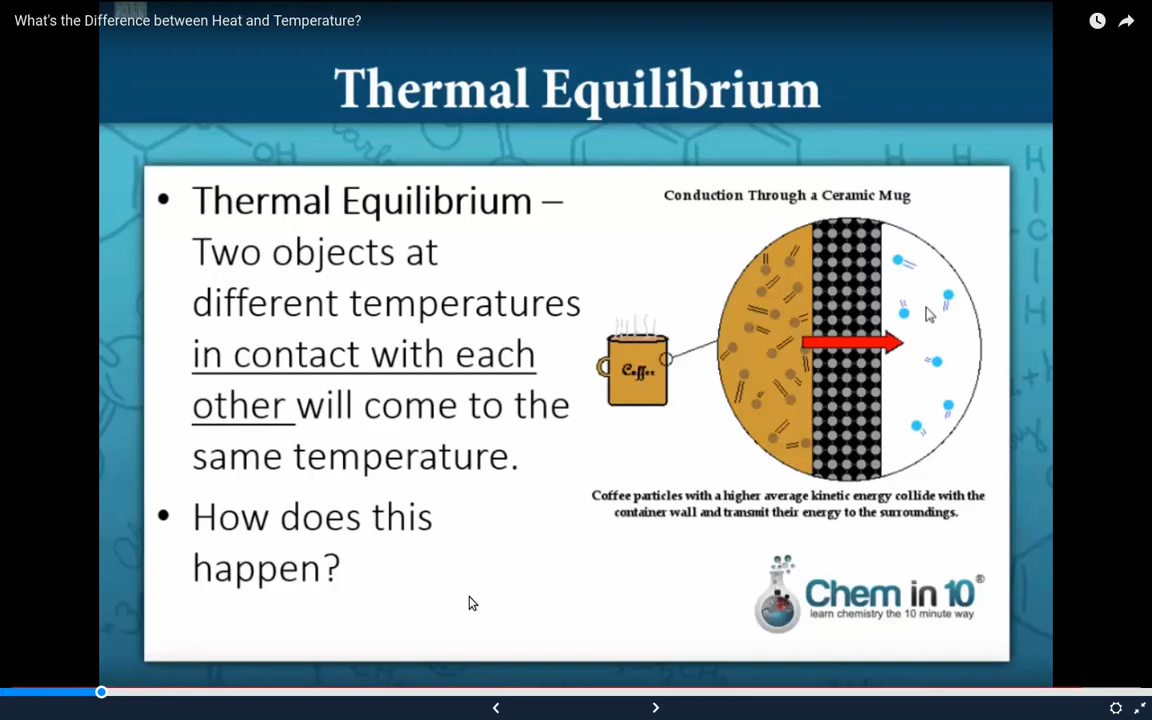 What's the Difference between Heat and Temperature?
Thermal Equilibrium
• Thermal Equilibrium –
Two objects at
different temperatures
in contact with each
other will come to the
same temperature.
• How does this
happen?
Conduction Through a Ceramic Mug
Coffee
Coffee particles with a higher average kinetic energy collide with the
container wall and transmit their energy to the surroundings.
Chem in 10®
learn chemistry the 10 minute way
OH
H H H
C
H
H